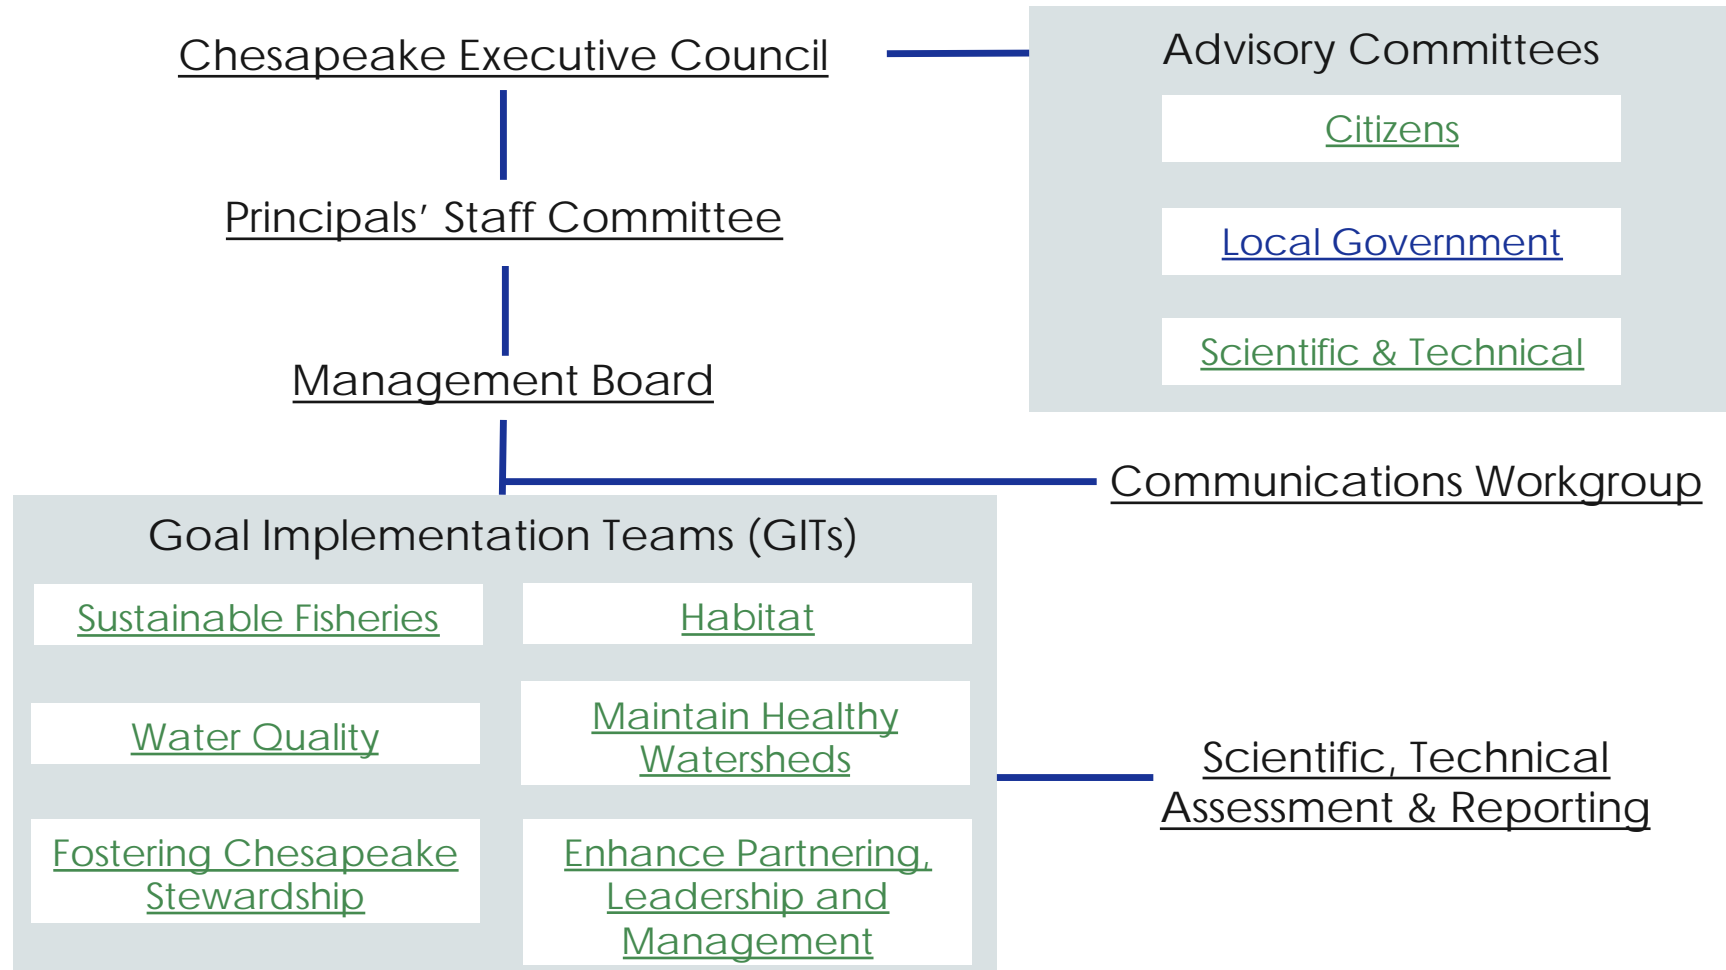 Chesapeake Executive Council
Advisory Committees
Citizens
Local Government
Scientific & Technical
Principals’ Staff Committee
Management Board
Communications Workgroup
Goal Implementation Teams (GITs)
Sustainable Fisheries
Habitat
Water Quality
Maintain Healthy
Watersheds
Fostering Chesapeake
Stewardship
Enhance Partnering,
Leadership and
Management
Scientific, Technical
Assessment & Reporting